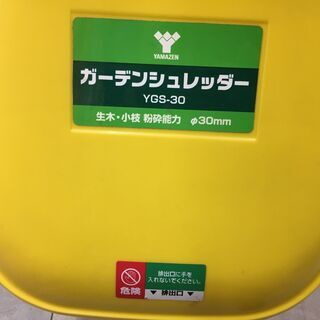 YAMAZEN
ガーデンシュレッダー
YGS-30
生木・小枝 粉砕能力 φ30mm
危険
排出口に手を
入れないでください。
▼ 排出口 ▼